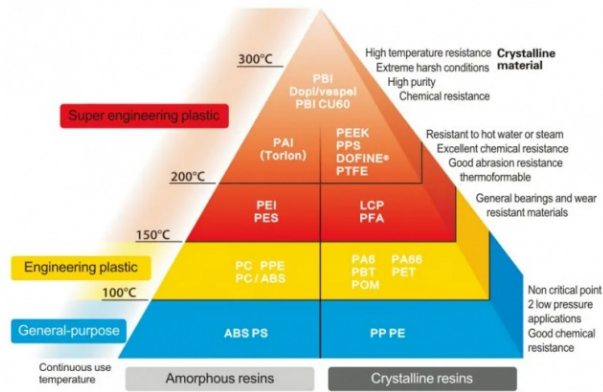 300°C
PBI
Dopl/vespel
PBI CU60
High temperature resistance
Extreme harsh conditions
High purity
Chemical resistance
Crystalline
material
Super engineering plastic
PAI
(Torlon)
PEEK
PPS
DOFINE®
PTFE
Resistant to hot water or steam
Excellent chemical resistance
Good abrasion resistance
thermoformable
200°C
PEI
PES
LCP
PFA
General bearings and wear
resistant materials
150°C
Engineering plastic
PC PPE
PC/ABS
PA6 PA66
PBT PET
POM
100°C
Non critical point
2 low pressure
applications
Good chemical
resistance
General-purpose
ABS PS
PP PE
Continuous use
temperature
Amorphous resins
Crystalline resins